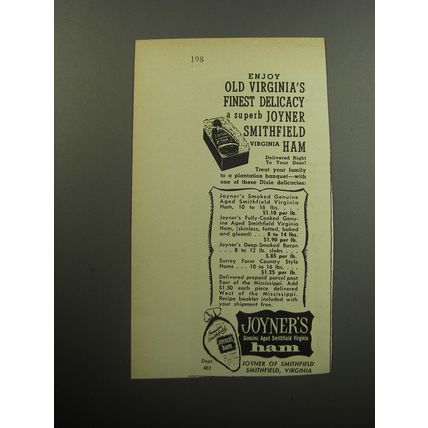 198
ENJOY
OLD VIRGINIA'S
FINEST DELICACY
a superb JOYNER
SMITHFIELD
VIRGINIA HAM
Delivered Right
To Your Door!
Treat your family
to a plantation banquet—with
one of these Dixie delicacies:
Joyner's Smoked Genuine
Aged Smithfield Virginia
Ham, 10 to 16 lbs. . . .
$1.10 per lb.
Joyner's Fully-Cooked Genu-
ine Aged Smithfield Virginia
Ham, (skinless, fatted, baked
and glazed) . . . 8 to 14 lbs.
$1.90 per lb.
Joyner's Deep-Smoked Bacon
. . . 8 to 12 lb. slabs . . .
$.85 per lb.
Surrey Farm Country Style
Hams . . . 10 to 16 lbs. . . .
$1.25 per lb.
Delivered prepaid parcel post
East of the Mississippi. Add
$1.50 each piece delivered
West of the Mississippi.
Recipe booklet included with
your shipment free.
JOYNER'S
Genuine Aged Smithfield Virginia
ham
JOYNER'S
ham
Dept.
402
JOYNER OF SMITHFIELD
SMITHFIELD, VIRGINIA